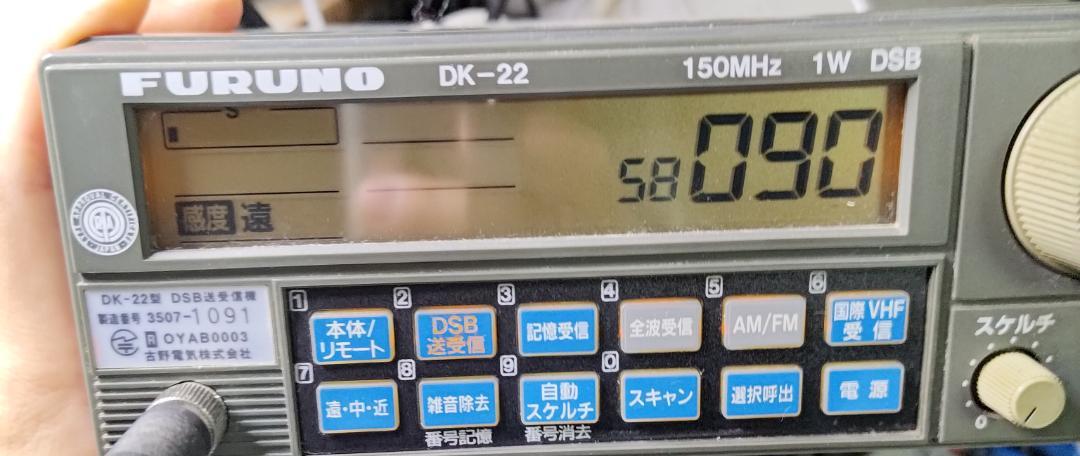 FURUNO DK-22 150MHz 1W DSB
58 090
感度 遠
DK-22型 DSB送受信機
製造番号 3507-1091
R OYAB0003
古野電気株式会社
1 2 3 4 5 6
本体/
リモート
DSB
送受信
記憶受信
全波受信
AM/FM
国際VHF
受信
スケルチ
7 8 9 0
遠・中・近
雑音除去
自動
スケルチ
スキャン
選択呼出
電源
番号記憶
番号消去
0